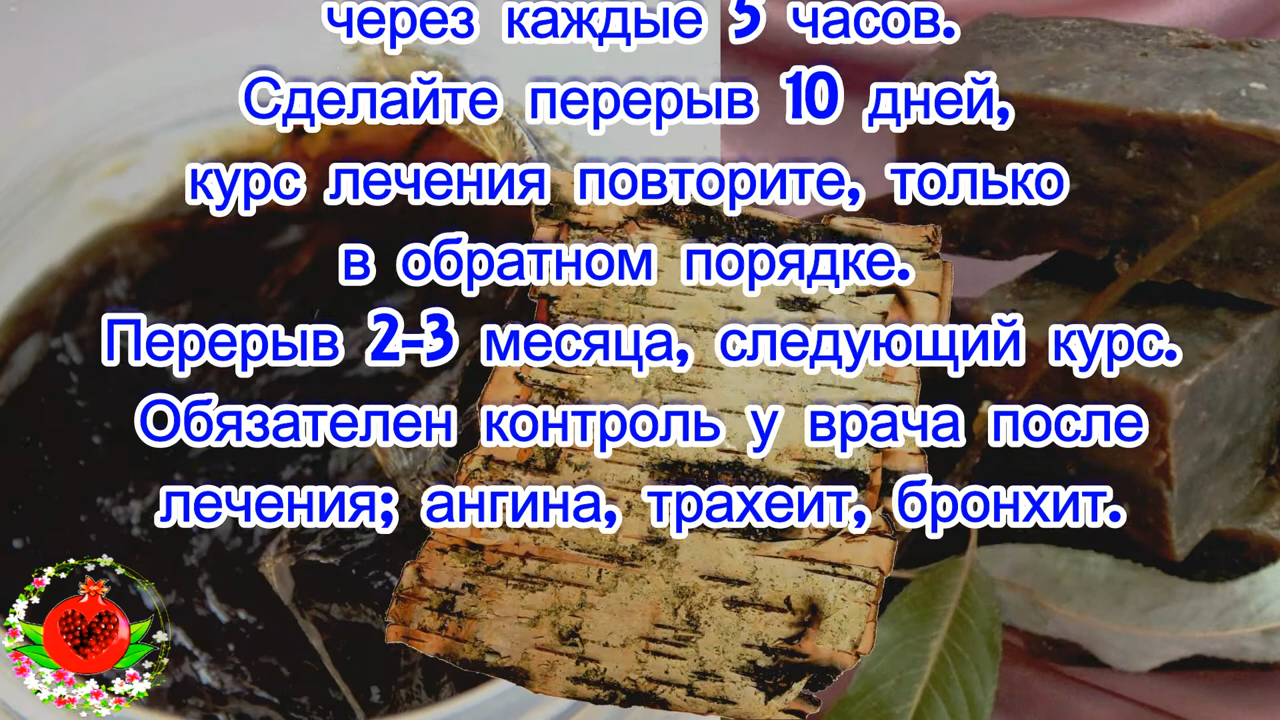 через каждые 5 часов.
Сделайте перерыв 10 дней,
курс лечения повторите, только
в обратном порядке.
Перерыв 2-3 месяца, следующий курс.
Обязателен контроль у врача после
лечения; ангина, трахеит, бронхит.